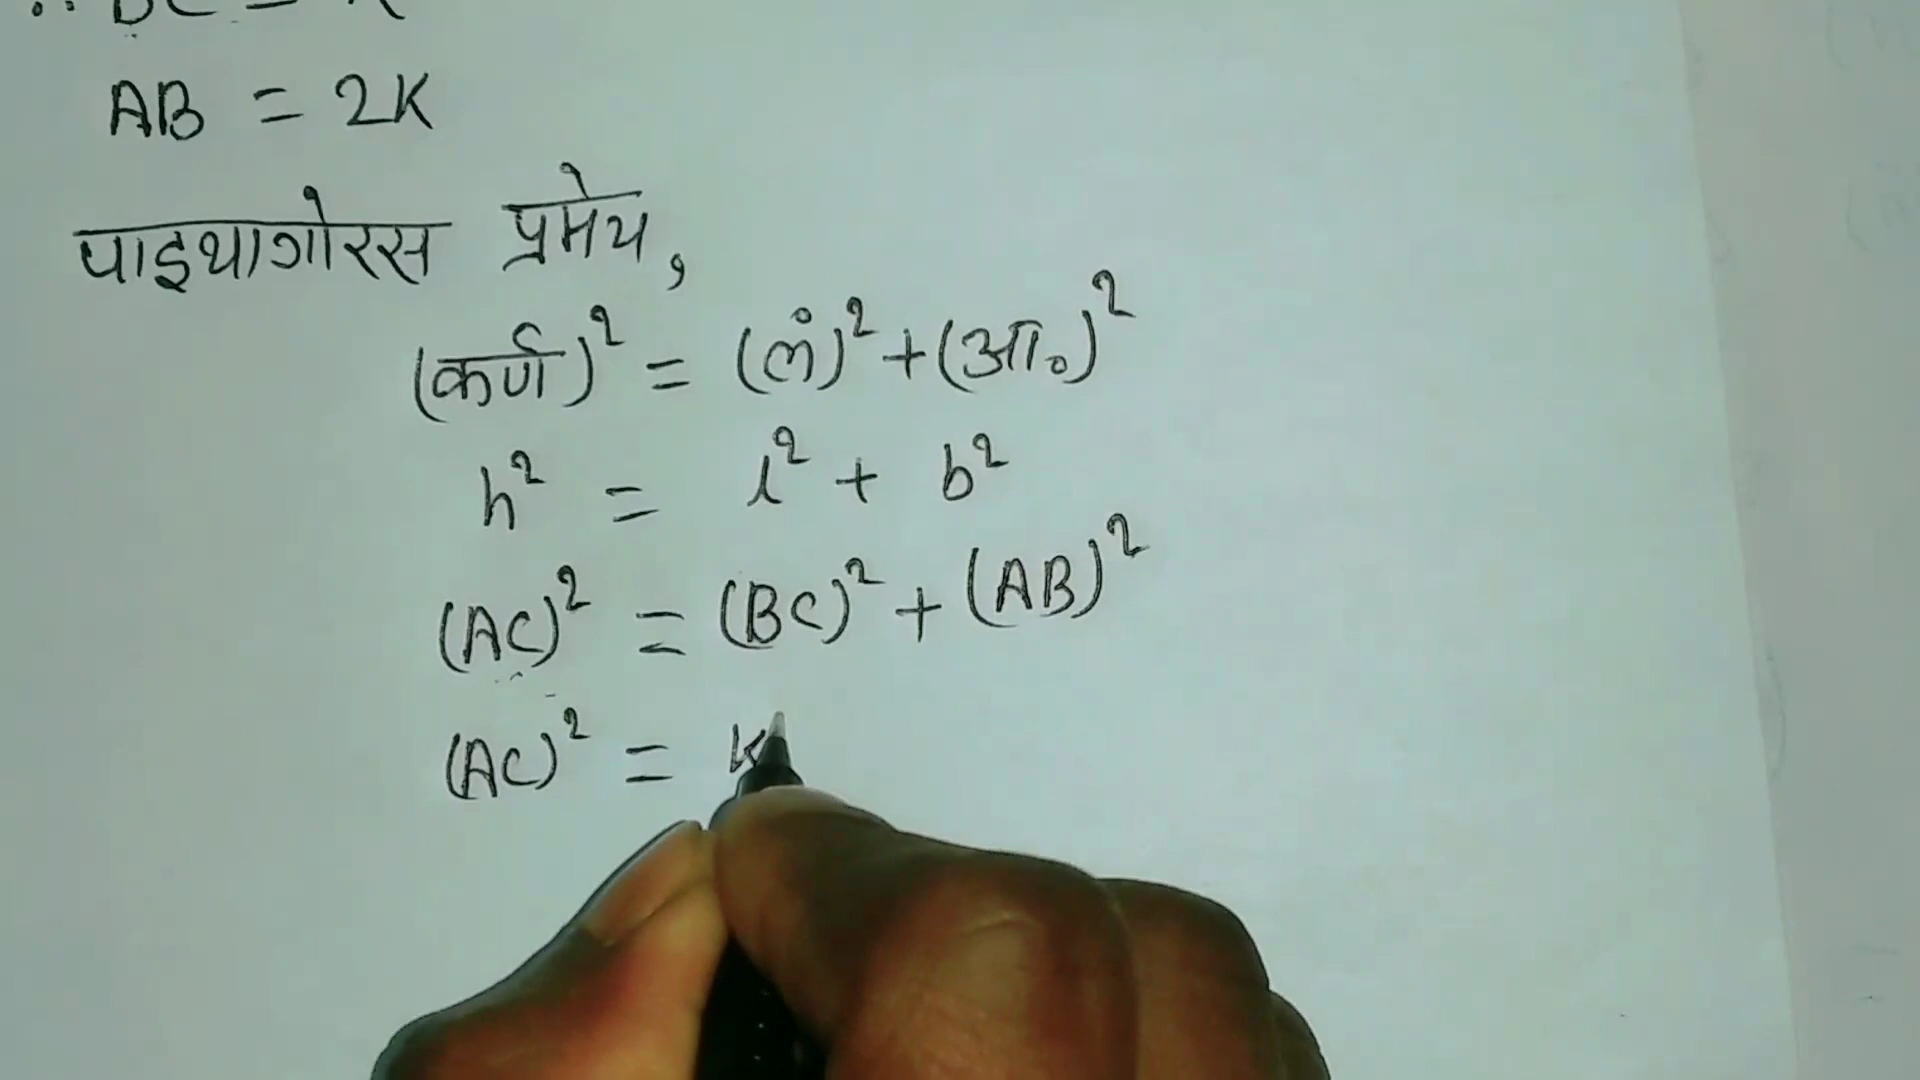 ∴ BC = K
AB = 2K
पाइथागोरस प्रमेय,
(कर्ण)² = (लं)² + (आ०)²
h² = l² + b²
(AC)² = (BC)² + (AB)²
(AC)² = K